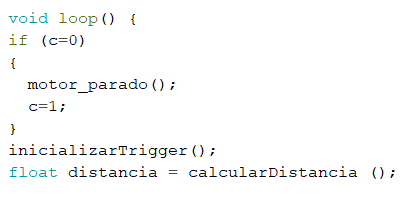 void loop() {
if (c=0)
{
motor_parado();
c=1;
}
inicializarTrigger();
float distancia = calcularDistancia ();